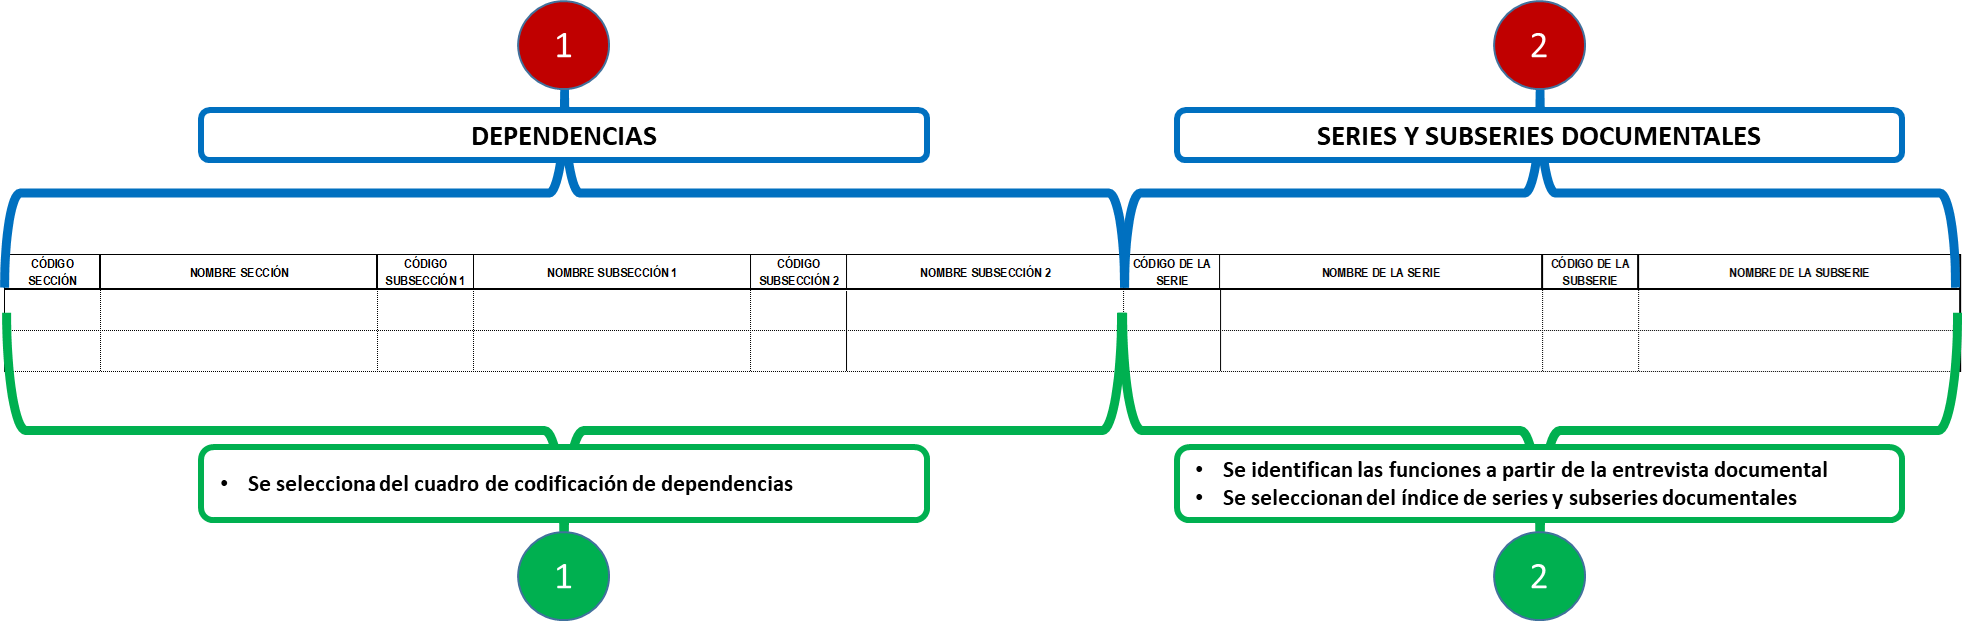 1
2
DEPENDENCIAS
SERIES Y SUBSERIES DOCUMENTALES
CÓDIGO
SECCIÓN
NOMBRE SECCIÓN
CÓDIGO
SUBSECCIÓN 1
NOMBRE SUBSECCIÓN 1
CÓDIGO
SUBSECCIÓN 2
NOMBRE SUBSECCIÓN 2
CÓDIGO DE LA
SERIE
NOMBRE DE LA SERIE
CÓDIGO DE LA
SUBSERIE
NOMBRE DE LA SUBSERIE
• Se selecciona del cuadro de codificación de dependencias
• Se identifican las funciones a partir de la entrevista documental
• Se seleccionan del índice de series y subseries documentales
1
2